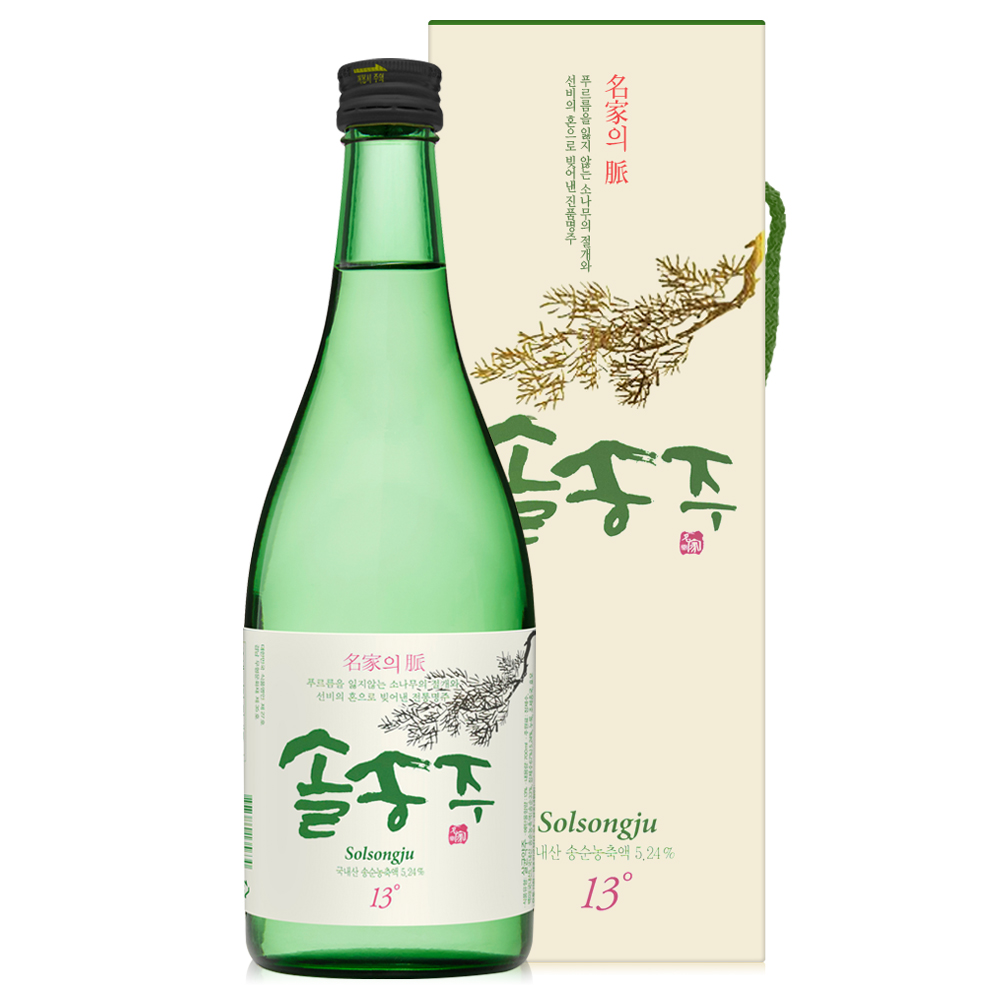 名家의 脈
푸르름을 잃지않는 소나무의 절개와
선비의 혼으로 빚어낸 전통명주
솔송주
Solsongju
국내산 송순농축액 5.24%
13°
名家의 脈
푸르름을 잃지 않는 소나무의 절개와
선비의 혼으로 빚어낸 진품명주
솔송주
Solsongju
내산 송순농축액 5.24%
13°